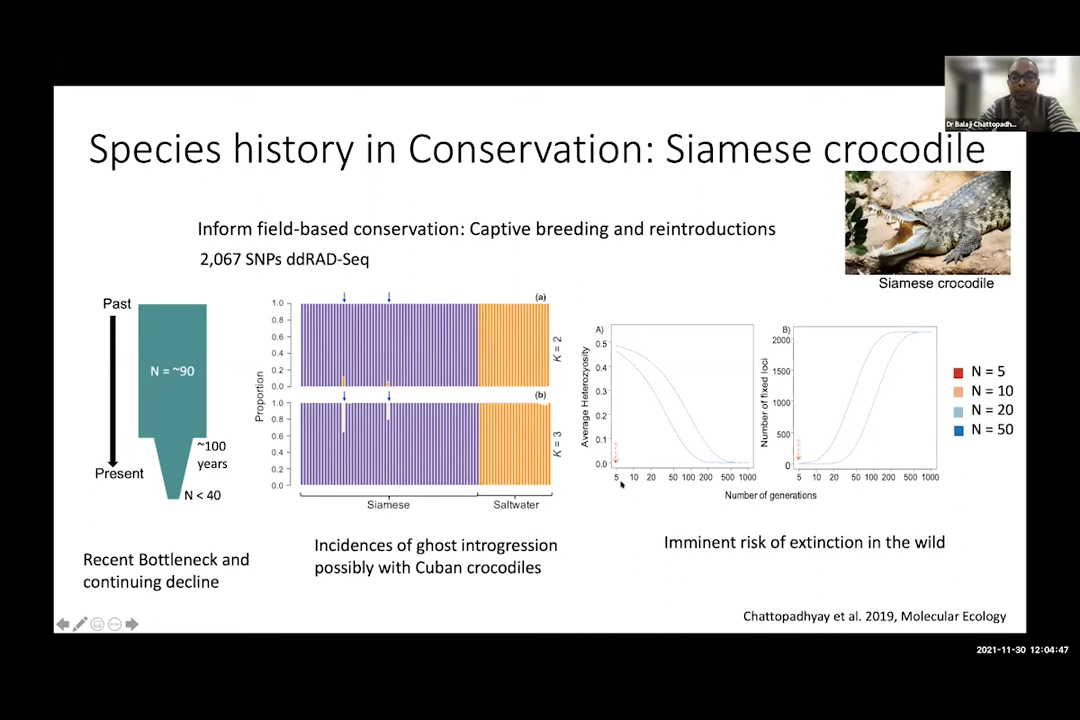 Dr Balaji Chattopadh...
Species history in Conservation: Siamese crocodile
Inform field-based conservation: Captive breeding and reintroductions
2,067 SNPs ddRAD-Seq
Siamese crocodile
Past
N = ~90
~100
years
Present
N < 40
Recent Bottleneck and
continuing decline
Proportion
1.0
0.8
0.6
0.4
0.2
0.0
(a)
K = 2
1.0
0.8
0.6
0.4
0.2
0.0
(b)
K = 3
Siamese
Saltwater
Incidences of ghost introgression
possibly with Cuban crocodiles
A)
Average Heterozyosity
0.5
0.4
0.3
0.2
0.1
0.0
5 10 20 50 100 200 500 1000
B)
Number of fixed loci
2000
1500
1000
500
0
5 10 20 50 100 200 500 1000
Number of generations
N = 5
N = 10
N = 20
N = 50
Imminent risk of extinction in the wild
Chattopadhyay et al. 2019, Molecular Ecology
2021-11-30 12:04:47